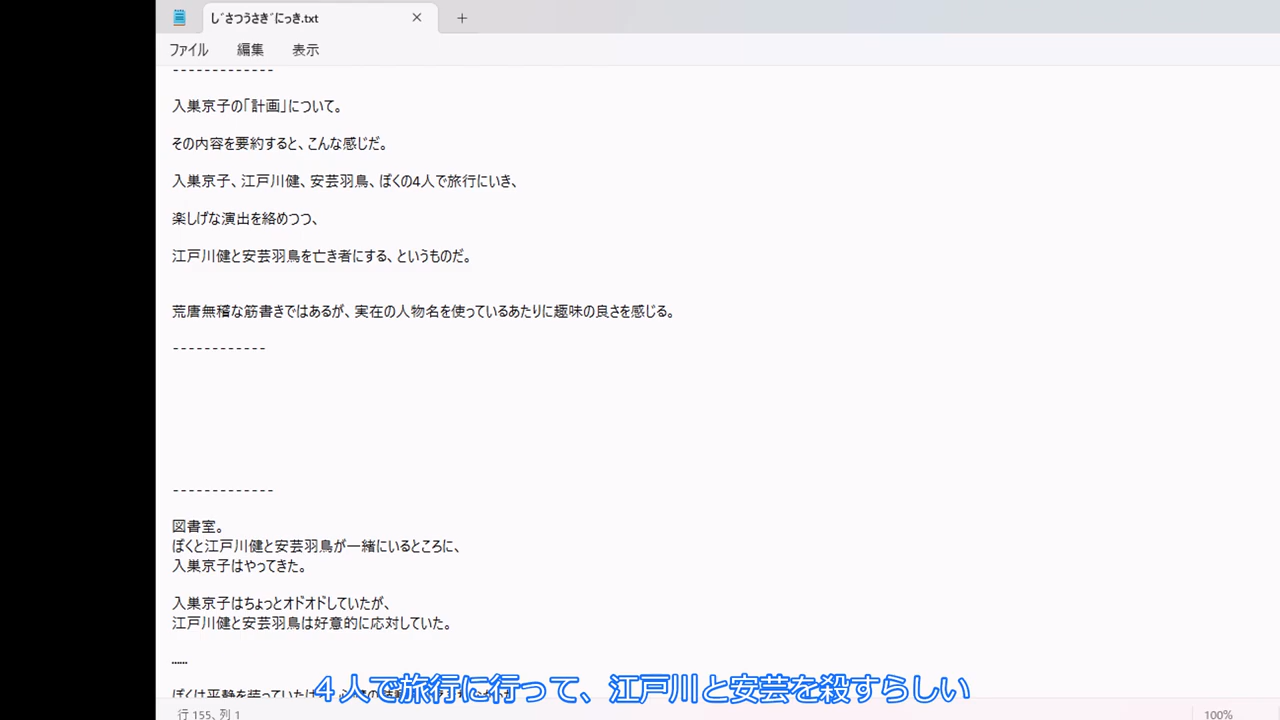 じ゛さつうさぎ゛にっき.txt
ファイル 編集 表示
-------------
入巣京子の「計画」について。
その内容を要約すると、こんな感じだ。
入巣京子、江戸川健、安芸羽鳥、ぼくの4人で旅行にいき、
楽しげな演出を絡めつつ、
江戸川健と安芸羽鳥を亡き者にする、というものだ。
荒唐無稽な筋書きではあるが、実在の人物名を使っているあたりに趣味の良さを感じる。
------------
-------------
図書室。
ぼくと江戸川健と安芸羽鳥が一緒にいるところに、
入巣京子はやってきた。
入巣京子はちょっとオドオドしていたが、
江戸川健と安芸羽鳥は好意的に応対していた。
……
ぼくは平静を装っていた
４人で旅行に行って、江戸川と安芸を殺すらしい
行 155、列 1
100%